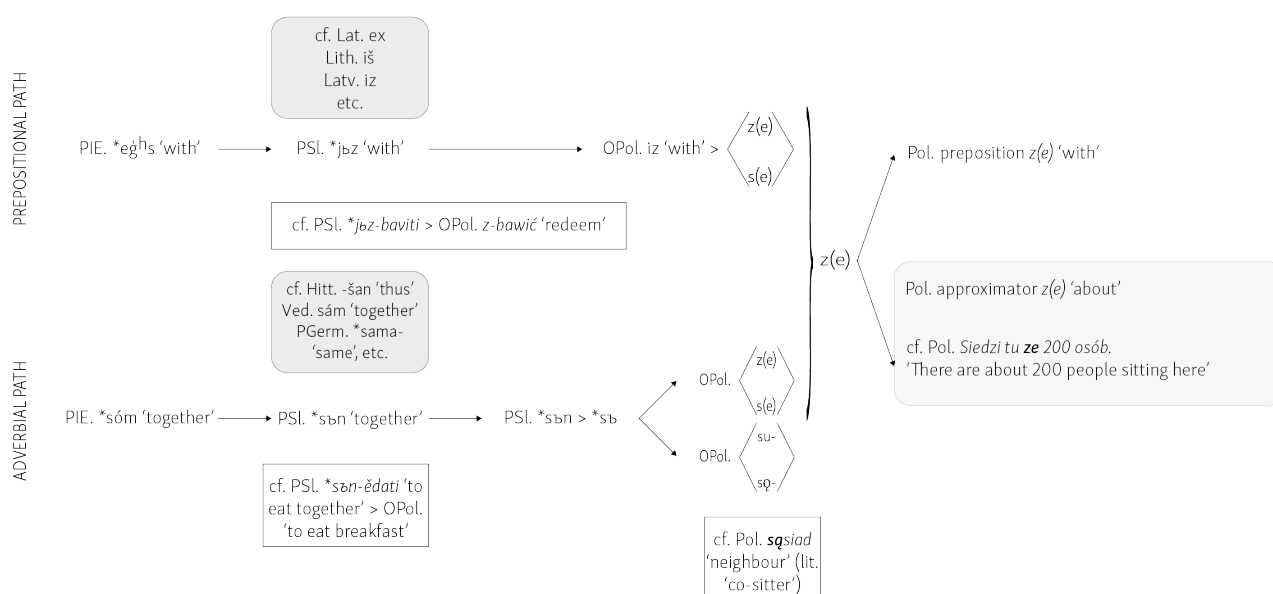 PREPOSITIONAL PATH
cf. Lat. ex
Lith. iš
Latv. iz
etc.
PIE. *eǵʰs ‘with’
PSl. *jьz ‘with’
OPol. iz ‘with’ >
z(e)
s(e)
cf. PSl. *jьz-baviti > OPol. z-bawić ‘redeem’
z(e)
Pol. preposition z(e) ‘with’
Pol. approximator z(e) ‘about’
cf. Pol. Siedzi tu ze 200 osób.
‘There are about 200 people sitting here’
ADVERBIAL PATH
cf. Hitt. -šan ‘thus’
Ved. sám ‘together’
PGerm. *sama-
‘same’, etc.
PIE. *sóm ‘together’
PSl. *sъn ‘together’
PSl. *sъn > *sъ
OPol.
z(e)
s(e)
OPol.
su-
sǫ-
cf. PSl. *sъn-ědati ‘to
eat together’ > OPol.
‘to eat breakfast’
cf. Pol. sąsiad
‘neighbour’ (lit.
‘co-sitter’)